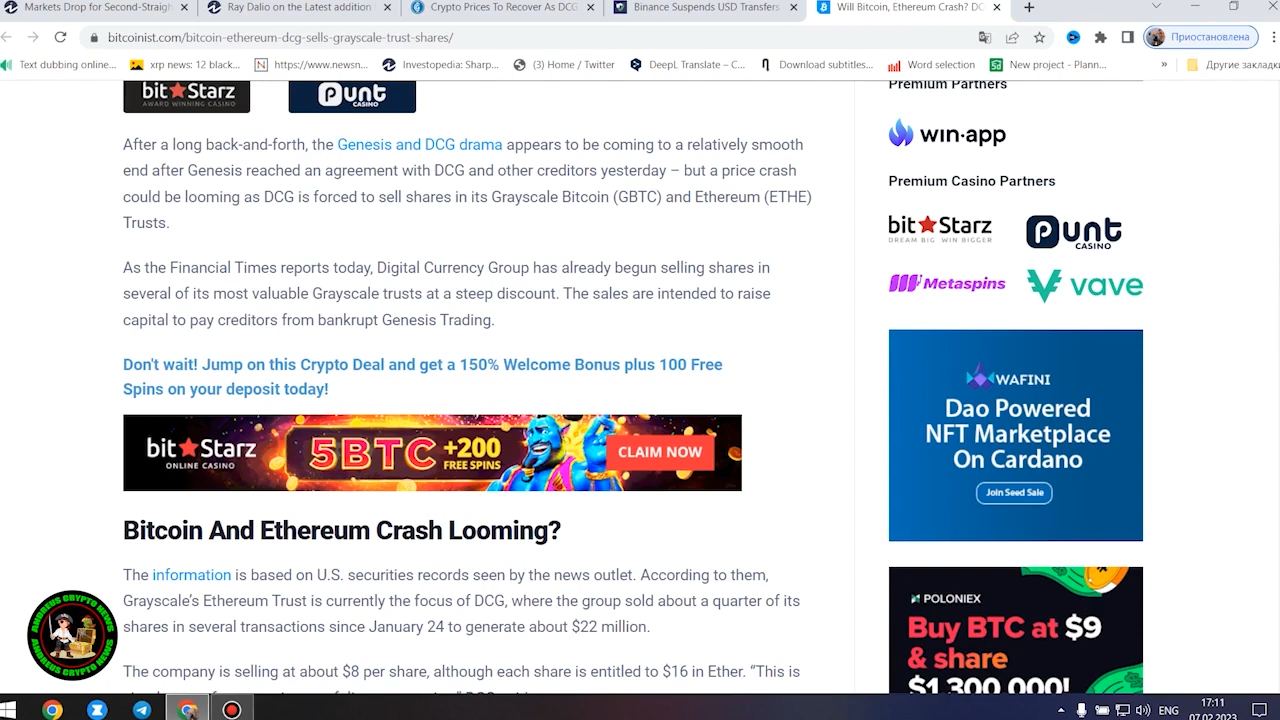 Markets Drop for Second-Straigh
Ray Dalio on the Latest addition
Crypto Prices To Recover As DCG
Binance Suspends USD Transfers
Will Bitcoin, Ethereum Crash? DC
bitcoinist.com/bitcoin-ethereum-dcg-sells-grayscale-trust-shares/
Приостановлена
Text dubbing online...
xrp news: 12 black...
https://www.newsn...
Investopedia: Sharp...
(3) Home / Twitter
DeepL Translate – C...
Download subtitles...
Word selection
New project - Plann...
»
Другие закладки
bitStarz
AWARD WINNING CASINO
Punt
CASINO
After a long back-and-forth, the Genesis and DCG drama appears to be coming to a relatively smooth
end after Genesis reached an agreement with DCG and other creditors yesterday – but a price crash
could be looming as DCG is forced to sell shares in its Grayscale Bitcoin (GBTC) and Ethereum (ETHE)
Trusts.
As the Financial Times reports today, Digital Currency Group has already begun selling shares in
several of its most valuable Grayscale trusts at a steep discount. The sales are intended to raise
capital to pay creditors from bankrupt Genesis Trading.
Don't wait! Jump on this Crypto Deal and get a 150% Welcome Bonus plus 100 Free
Spins on your deposit today!
bitStarz
ONLINE CASINO
5BTC +200
FREE SPINS
CLAIM NOW
Bitcoin And Ethereum Crash Looming?
The information is based on U.S. securities records seen by the news outlet. According to them,
Grayscale's Ethereum Trust is currently the focus of DCG, where the group sold about a quarter of its
shares in several transactions since January 24 to generate about $22 million.
The company is selling at about $8 per share, although each share is entitled to $16 in Ether. “This is
Premium Partners
win·app
Premium Casino Partners
bitStarz
DREAM BIG WIN BIGGER
Punt
CASINO
Metaspins
vave
WAFINI
Dao Powered
NFT Marketplace
On Cardano
Join Seed Sale
POLONIEX
Buy BTC at $9
& share
$1,300,000!
ANDREUS CRYPTO NEWS
ANDREUS CRYPTO NEWS
ENG
17:11
07.02.2023